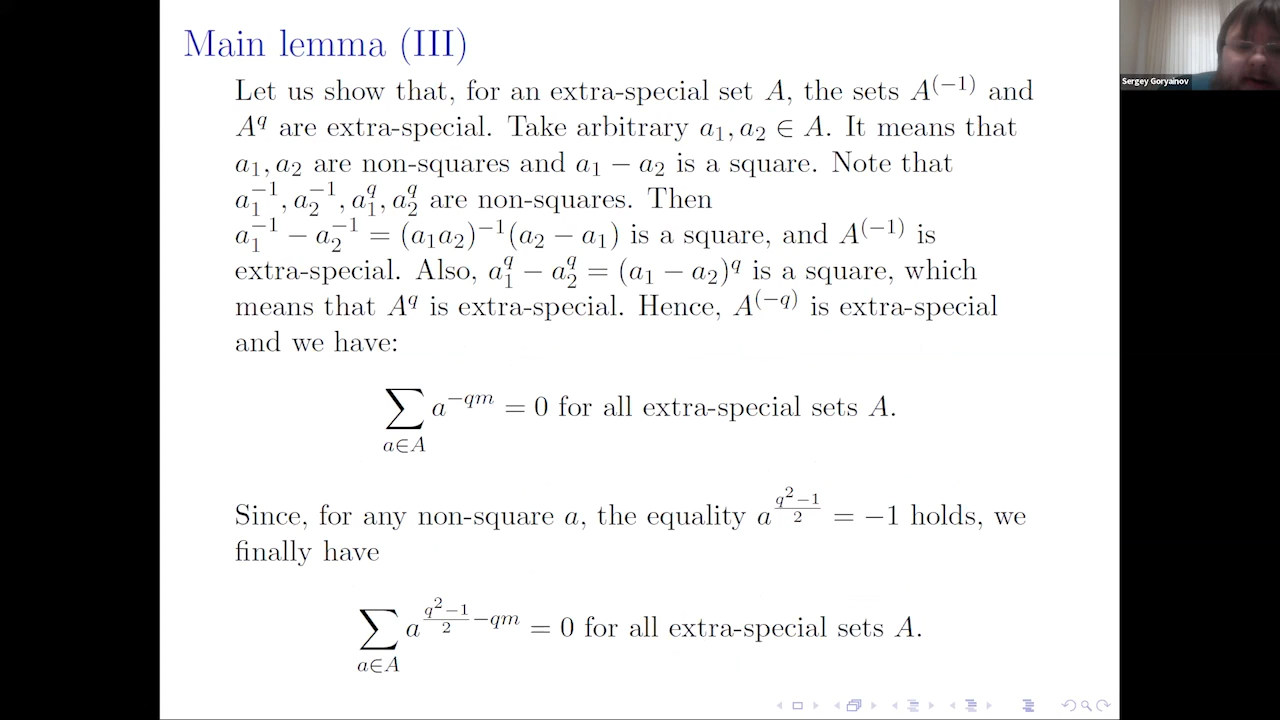 Main lemma (III)
Sergey Goryainov
Let us show that, for an extra-special set A, the sets A^{(−1)} and
A^q are extra-special. Take arbitrary a_1, a_2 ∈ A. It means that
a_1, a_2 are non-squares and a_1 − a_2 is a square. Note that
a_1^{−1}, a_2^{−1}, a_1^q, a_2^q are non-squares. Then
a_1^{−1} − a_2^{−1} = (a_1a_2)^{−1}(a_2 − a_1) is a square, and A^{(−1)} is
extra-special. Also, a_1^q − a_2^q = (a_1 − a_2)^q is a square, which
means that A^q is extra-special. Hence, A^{(−q)} is extra-special
and we have:
∑_{a∈A} a^{−qm} = 0 for all extra-special sets A.
Since, for any non-square a, the equality a^{\frac{q^2−1}{2}} = −1 holds, we
finally have
∑_{a∈A} a^{\frac{q^2−1}{2}−qm} = 0 for all extra-special sets A.